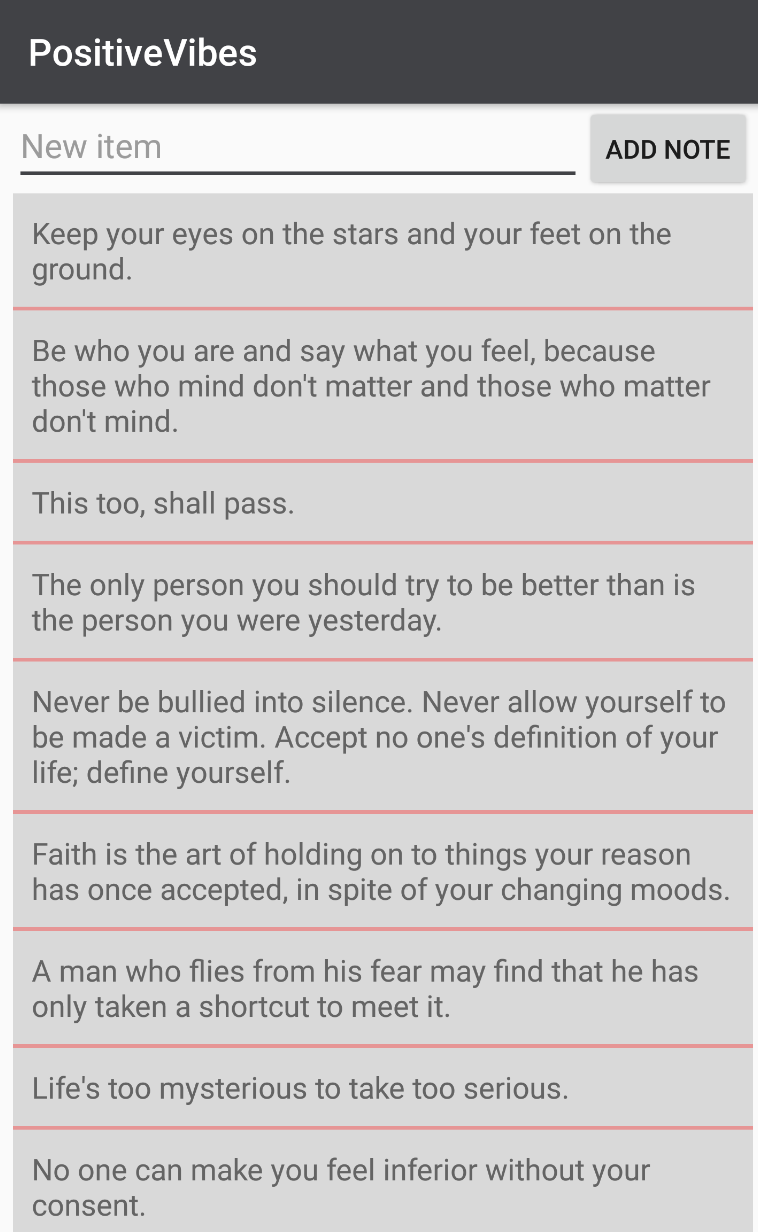 PositiveVibes
New item
ADD NOTE
Keep your eyes on the stars and your feet on the
ground.
Be who you are and say what you feel, because
those who mind don't matter and those who matter
don't mind.
This too, shall pass.
The only person you should try to be better than is
the person you were yesterday.
Never be bullied into silence. Never allow yourself to
be made a victim. Accept no one's definition of your
life; define yourself.
Faith is the art of holding on to things your reason
has once accepted, in spite of your changing moods.
A man who flies from his fear may find that he has
only taken a shortcut to meet it.
Life's too mysterious to take too serious.
No one can make you feel inferior without your
consent.